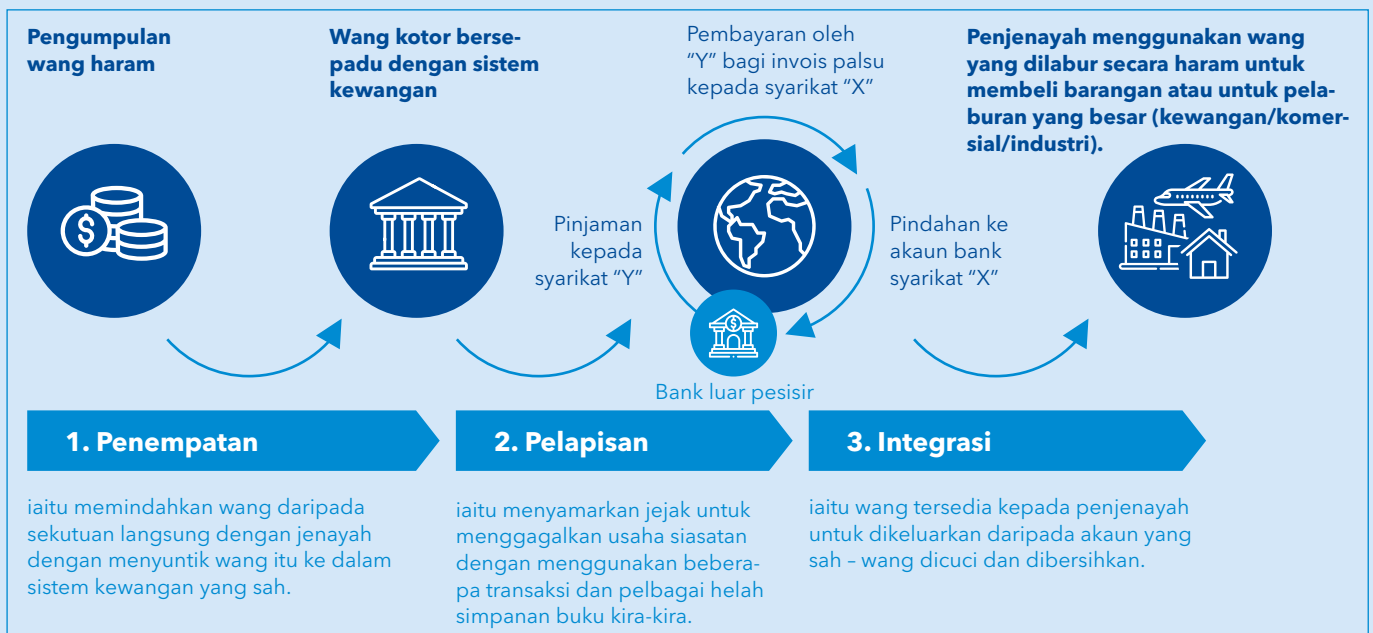 Pengumpulan
wang haram
Wang kotor berse-
padu dengan sistem
kewangan
Pembayaran oleh
“Y” bagi invois palsu
kepada syarikat “X”
Penjenayah menggunakan wang
yang dilabur secara haram untuk
membeli barangan atau untuk pela-
buran yang besar (kewangan/komer-
sial/industri).
$
Pinjaman
kepada
syarikat “Y”
Pindahan ke
akaun bank
syarikat “X”
$
Bank luar pesisir
1. Penempatan
2. Pelapisan
3. Integrasi
iaitu memindahkan wang daripada
sekutuan langsung dengan jenayah
dengan menyuntik wang itu ke dalam
sistem kewangan yang sah.
iaitu menyamarkan jejak untuk
menggagalkan usaha siasatan
dengan menggunakan bebera-
pa transaksi dan pelbagai helah
simpanan buku kira-kira.
iaitu wang tersedia kepada penjenayah
untuk dikeluarkan daripada akaun yang
sah – wang dicuci dan dibersihkan.